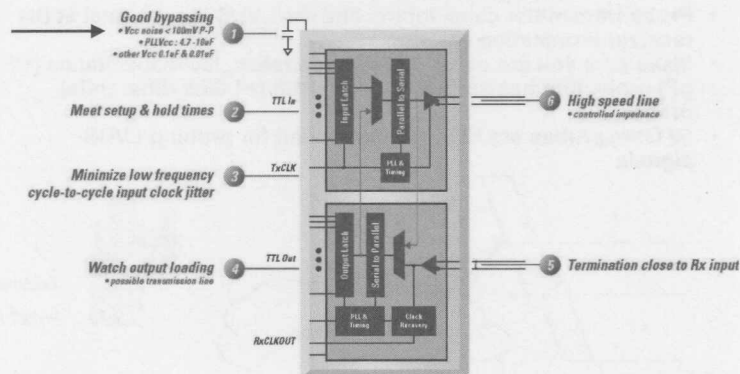 Good bypassing
• Vcc noise <100mV P-P
• PLLVcc: 4.7-10uF
• other Vcc: 0.1uF & 0.01uF
1
Meet setup & hold times
2
TTL In
Minimize low frequency
cycle-to-cycle input clock jitter
3
TxCLK
Watch output loading
• possible transmission line
4
TTL Out
RxCLKOUT
Input Latch
Parallel to Serial
PLL &
Timing
Output Latch
Serial to Parallel
PLL &
Timing
Clock
Recovery
6
High speed line
• controlled impedance
5
Termination close to Rx input